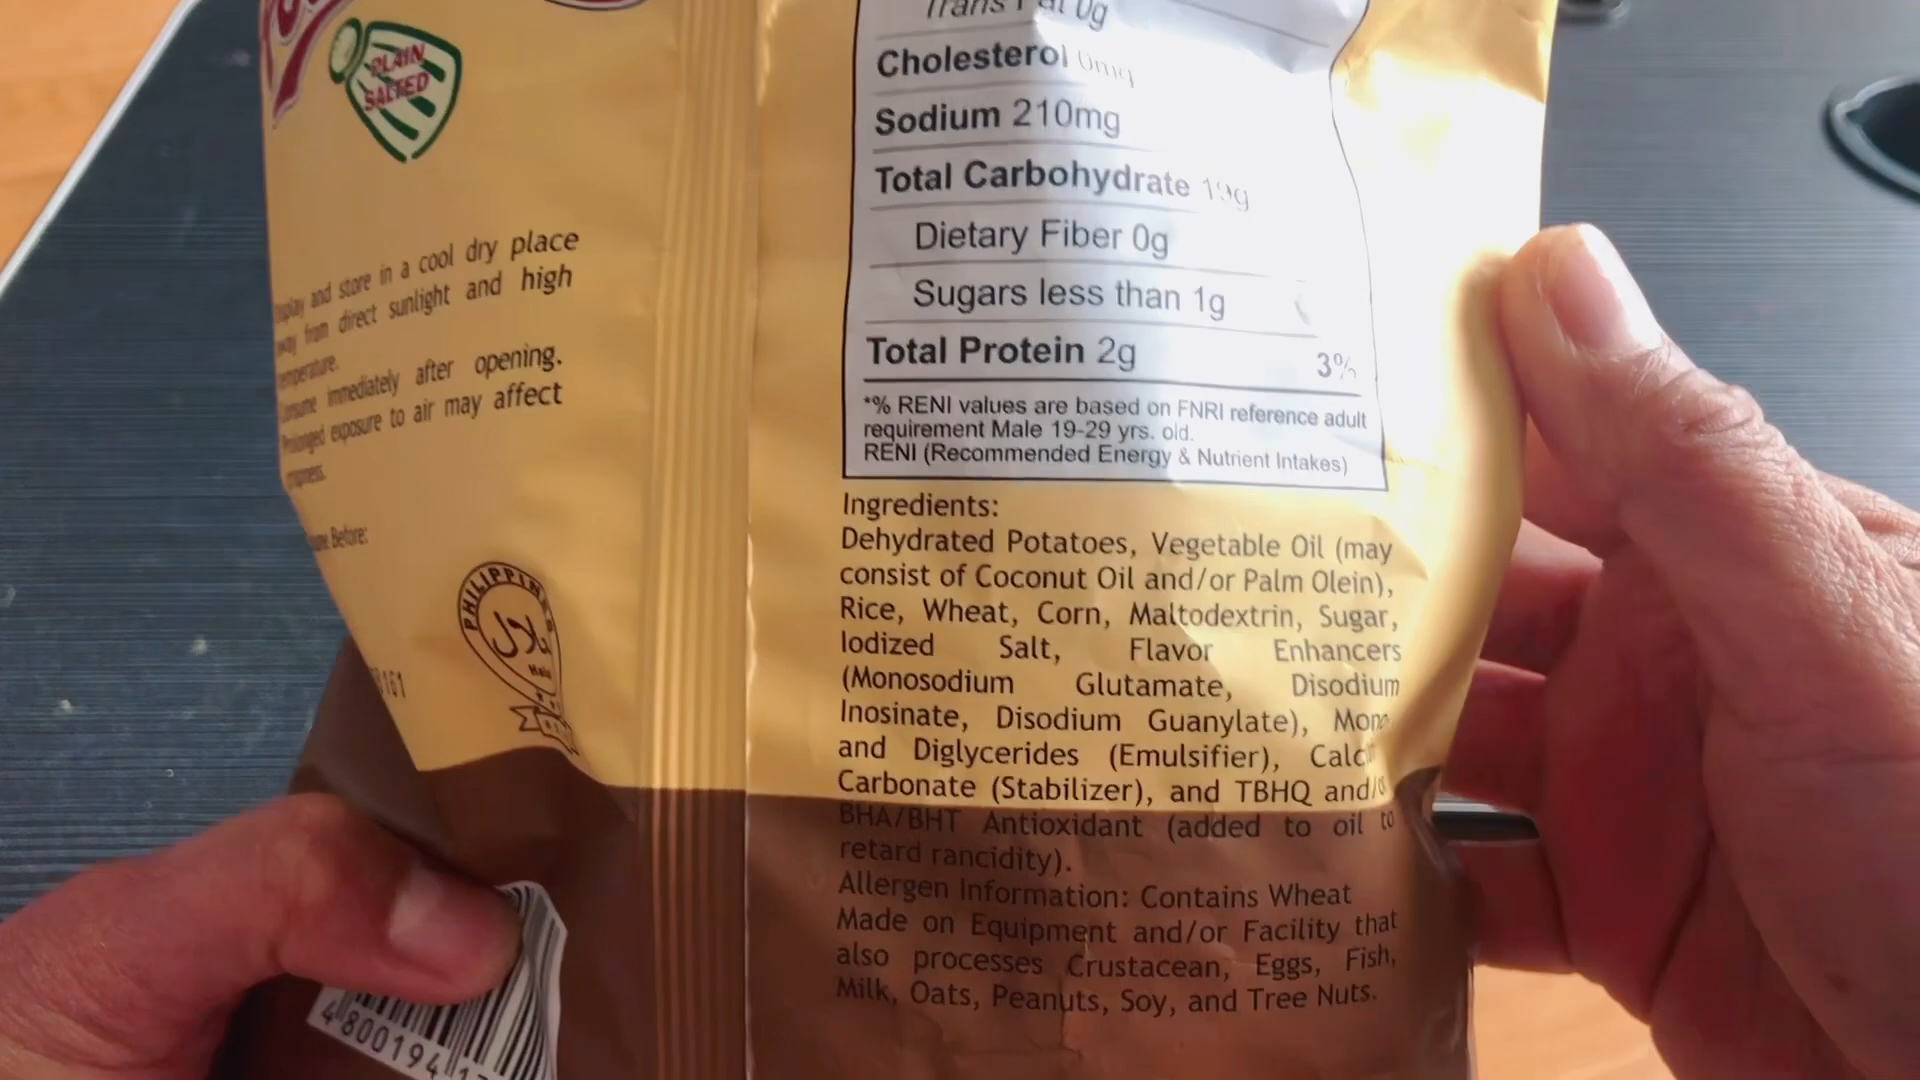 PLAIN
SALTED
and store in a cool dry place
from direct sunlight and high
temperature.
Consume immediately after opening.
Prolonged exposure to air may affect
crispness.
Before:
161
PHILIPPINES
حلال
Halal
4 800194
Trans Fat 0g
Cholesterol 0mg
Sodium 210mg
Total Carbohydrate 19g
Dietary Fiber 0g
Sugars less than 1g
Total Protein 2g 3%
*% RENI values are based on FNRI reference adult
requirement Male 19-29 yrs. old.
RENI (Recommended Energy & Nutrient Intakes)
Ingredients:
Dehydrated Potatoes, Vegetable Oil (may
consist of Coconut Oil and/or Palm Olein),
Rice, Wheat, Corn, Maltodextrin, Sugar,
Iodized Salt, Flavor Enhancers
(Monosodium Glutamate, Disodium
Inosinate, Disodium Guanylate), Mono
and Diglycerides (Emulsifier), Calc
Carbonate (Stabilizer), and TBHQ and/o
BHA/BHT Antioxidant (added to oil to
retard rancidity).
Allergen Information: Contains Wheat
Made on Equipment and/or Facility that
also processes Crustacean, Eggs, Fish,
Milk, Oats, Peanuts, Soy, and Tree Nuts.